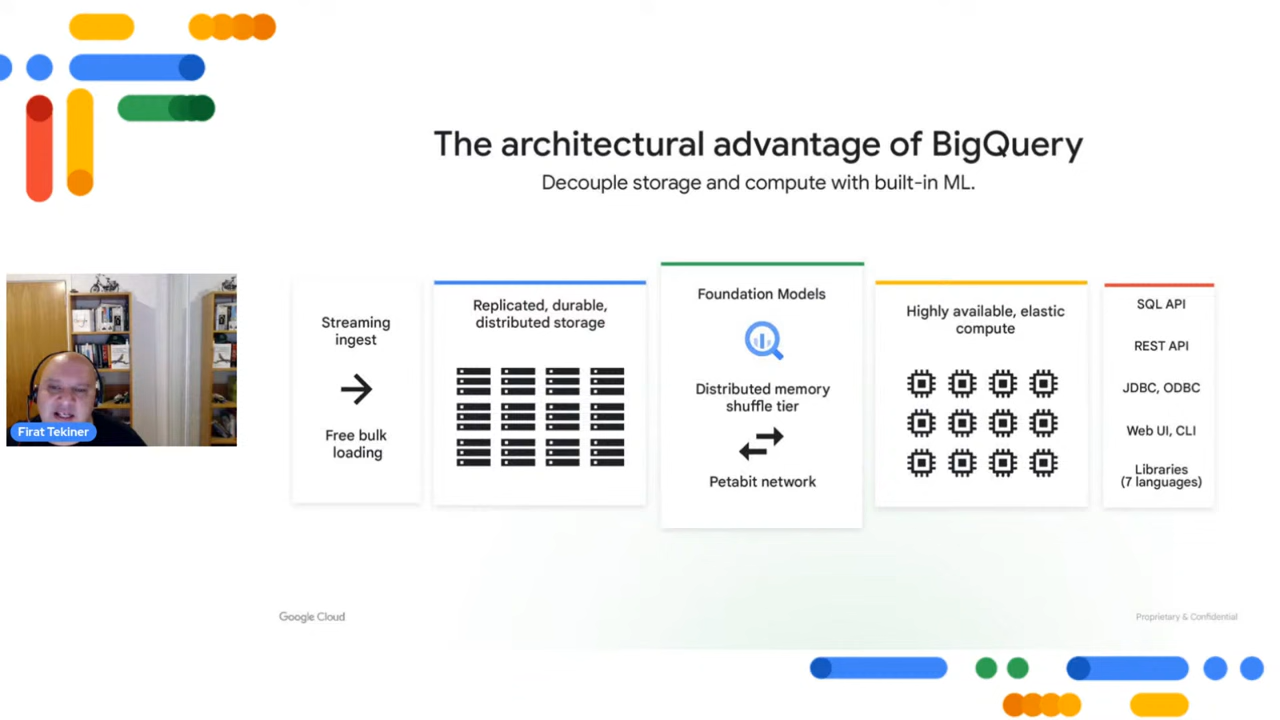 The architectural advantage of BigQuery
Decouple storage and compute with built-in ML.
Firat Tekiner
Streaming
ingest
Free bulk
loading
Replicated, durable,
distributed storage
Foundation Models
Distributed memory
shuffle tier
Petabit network
Highly available, elastic
compute
SQL API
REST API
JDBC, ODBC
Web UI, CLI
Libraries
(7 languages)
Google Cloud
Proprietary & Confidential